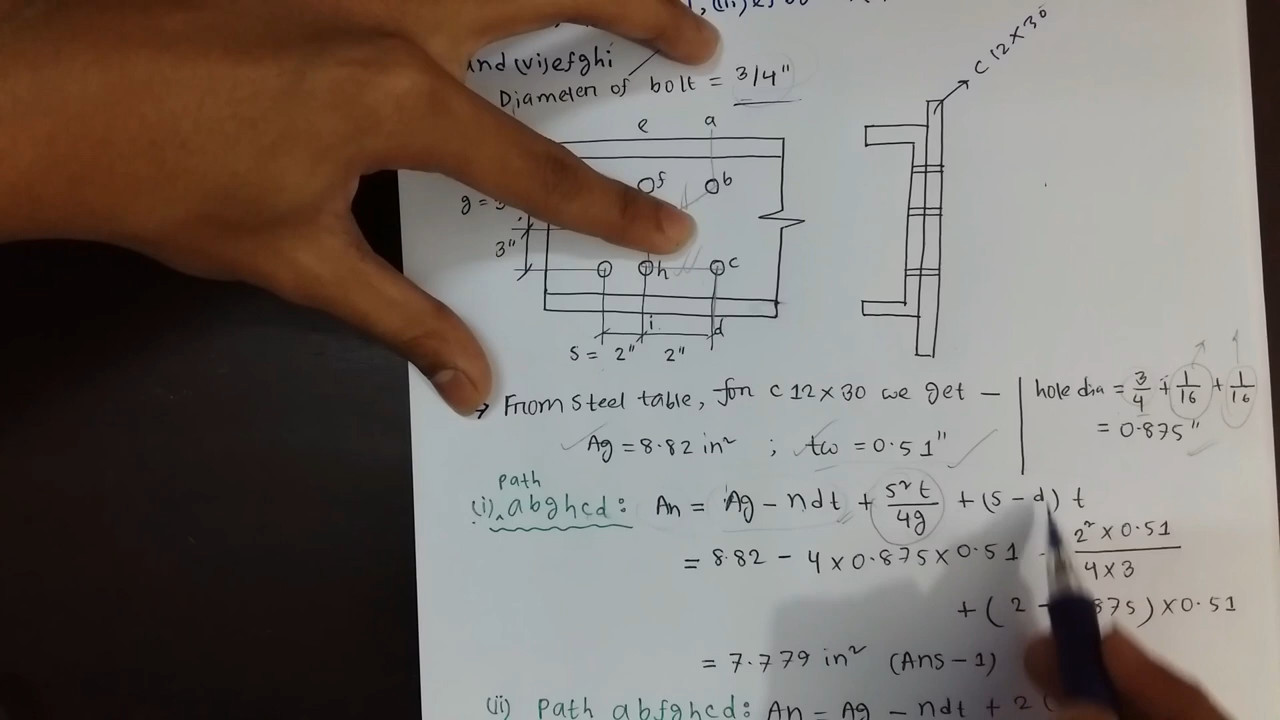 and (vi) efghi
Diameter of bolt = 3/4"
C 12 X 30
e a
f b
g = 3
3"
h c
i d
S = 2" 2"
→ From steel table, for C 12 X 30 we get —
Ag = 8.82 in² ; tw = 0.51"
hole dia = 3/4 + 1/16 + 1/16
= 0.875"
path
(i) abghcd: An = Ag - ndt + s²t/4g + (s - d) t
= 8.82 - 4 x 0.875 x 0.51 2² x 0.51 / 4 x 3
+ ( 2 - 875) x 0.51
= 7.779 in² (Ans - 1)
(ii) Path abfghcd: An = Ag - ndt + 2